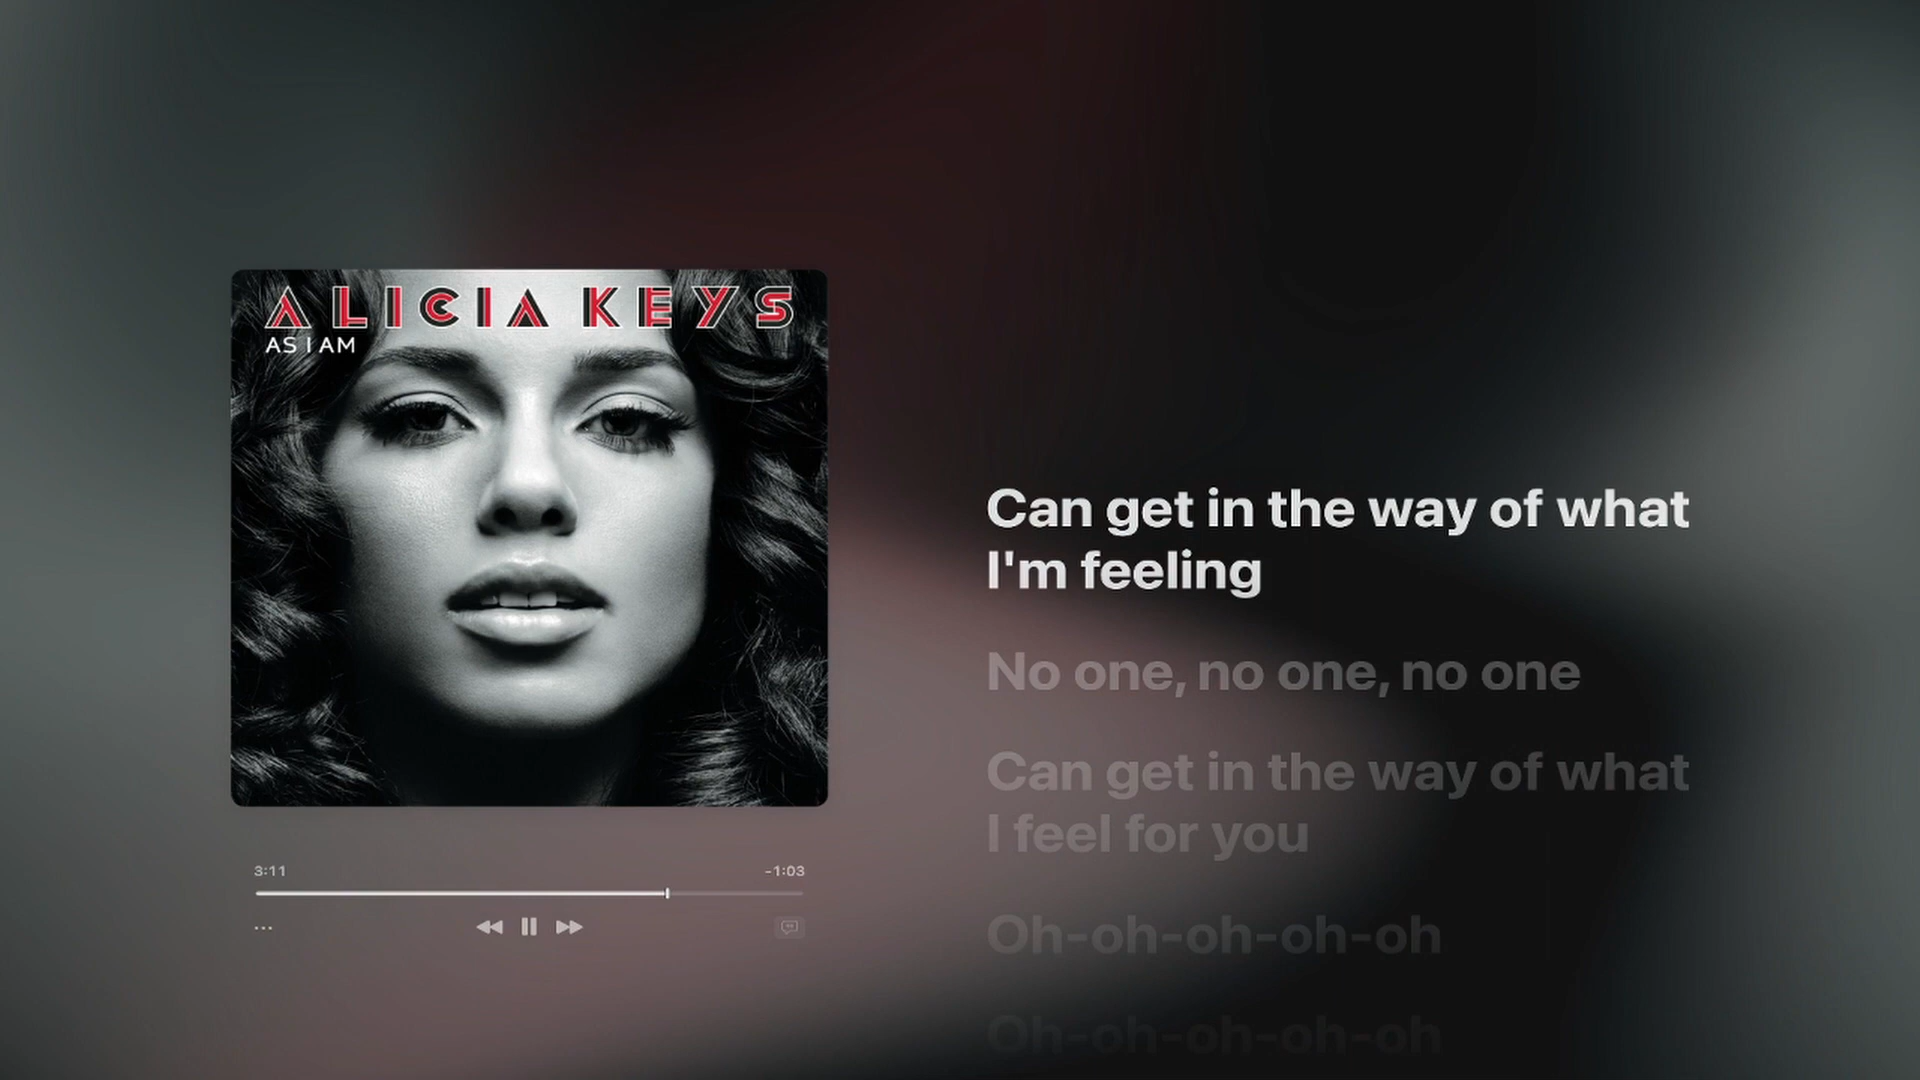 ALICIA KEYS
AS I AM
Can get in the way of what
I'm feeling
No one, no one, no one
Can get in the way of what
I feel for you
Oh-oh-oh-oh-oh
Oh-oh-oh-oh-oh
3:11
-1:03